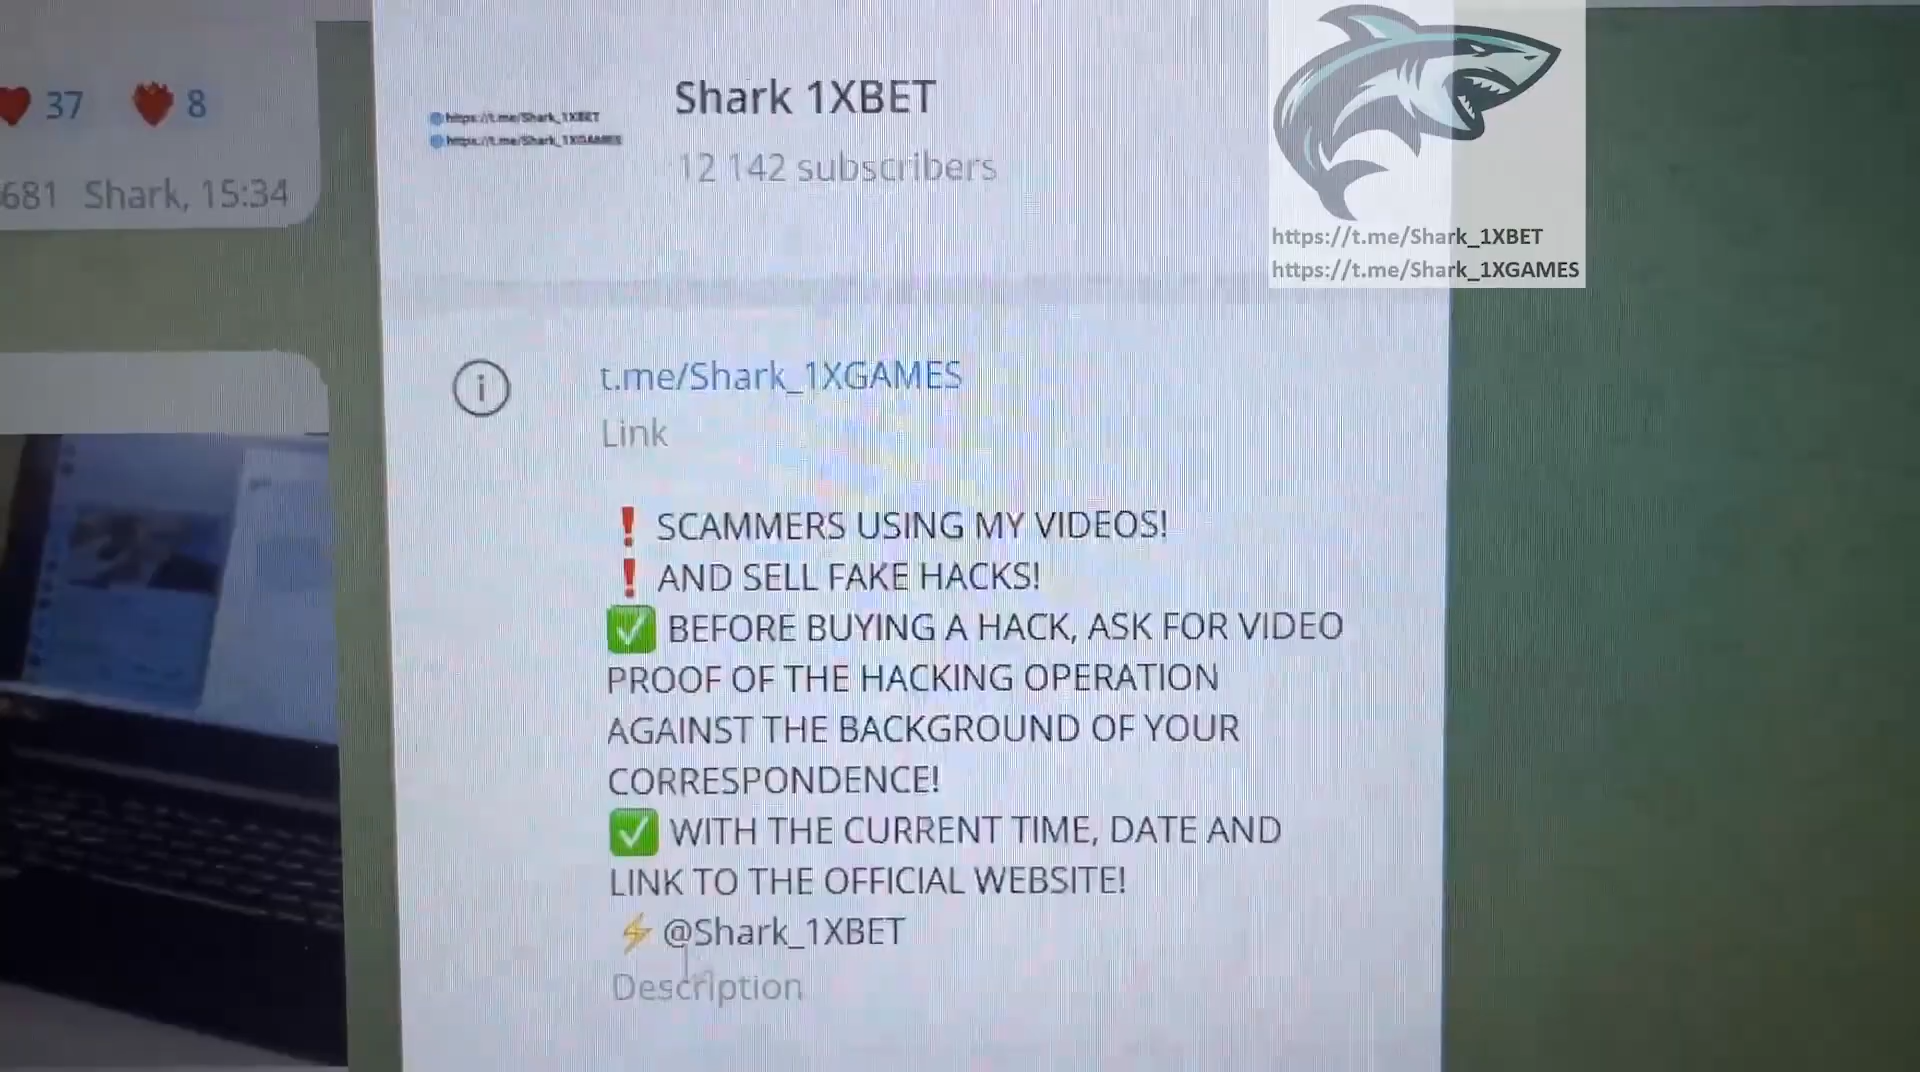 37 8
681 Shark, 15:34
Shark 1XBET
https://t.me/Shark_1XBET
https://t.me/Shark_1XGAMES
12 142 subscribers
https://t.me/Shark_1XBET
https://t.me/Shark_1XGAMES
t.me/Shark_1XGAMES
Link
❗ SCAMMERS USING MY VIDEOS!
❗ AND SELL FAKE HACKS!
✅ BEFORE BUYING A HACK, ASK FOR VIDEO
PROOF OF THE HACKING OPERATION
AGAINST THE BACKGROUND OF YOUR
CORRESPONDENCE!
✅ WITH THE CURRENT TIME, DATE AND
LINK TO THE OFFICIAL WEBSITE!
⚡ @Shark_1XBET
Description